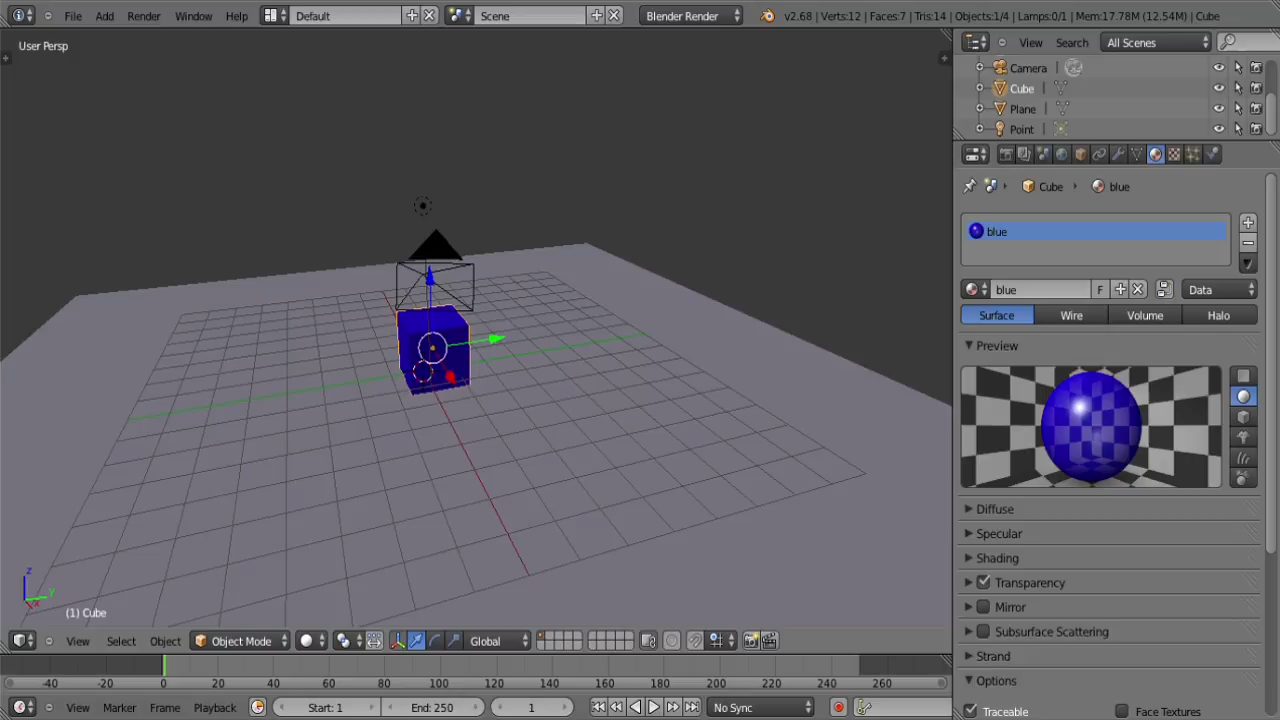 File Add Render Window Help Default Scene Blender Render v2.68 | Verts:12 | Faces:7 | Tris:14 | Objects:1/4 | Lamps:0/1 | Mem:17.78M (12.54M) | Cube
User Persp
View Search All Scenes
Camera
Cube
Plane
Point
Cube blue
blue
blue F Data
Surface Wire Volume Halo
Preview
Diffuse
Specular
Shading
Transparency
Mirror
Subsurface Scattering
Strand
Options
Traceable Face Textures
z
y
x
(1) Cube
View Select Object Object Mode Global
-40 -20 0 20 40 60 80 100 120 140 160 180 200 220 240 260
View Marker Frame Playback Start: 1 End: 250 1 No Sync